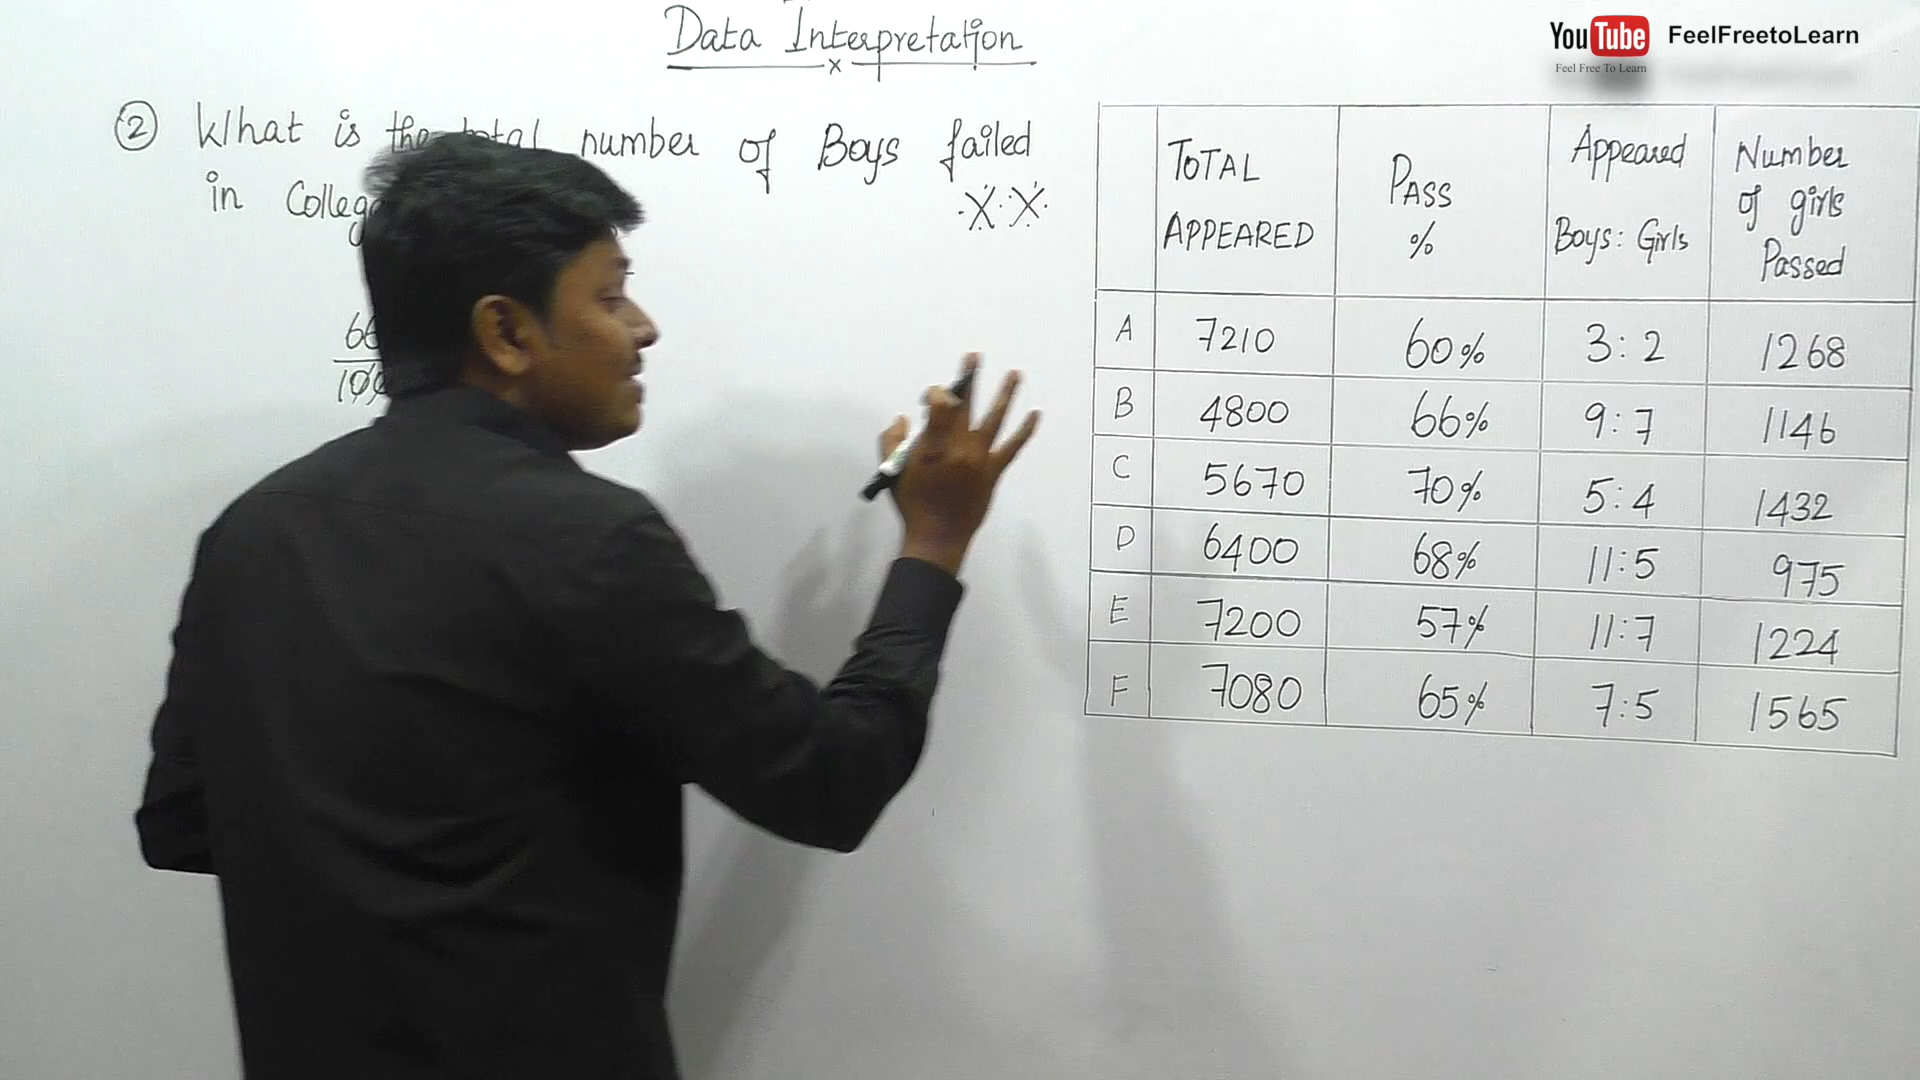 Data Interpretation
x
YouTube FeelFreetoLearn
Feel Free To Learn
② What is the total number of Boys failed
in
.X..X.
100
TOTAL APPEARED PASS % Appeared Boys: Girls Number of girls Passed
A 7210 60% 3:2 1268
B 4800 66% 9:7 1146
C 5670 70% 5:4 1432
D 6400 68% 11:5 975
E 7200 57% 11:7 1224
F 7080 65% 7:5 1565